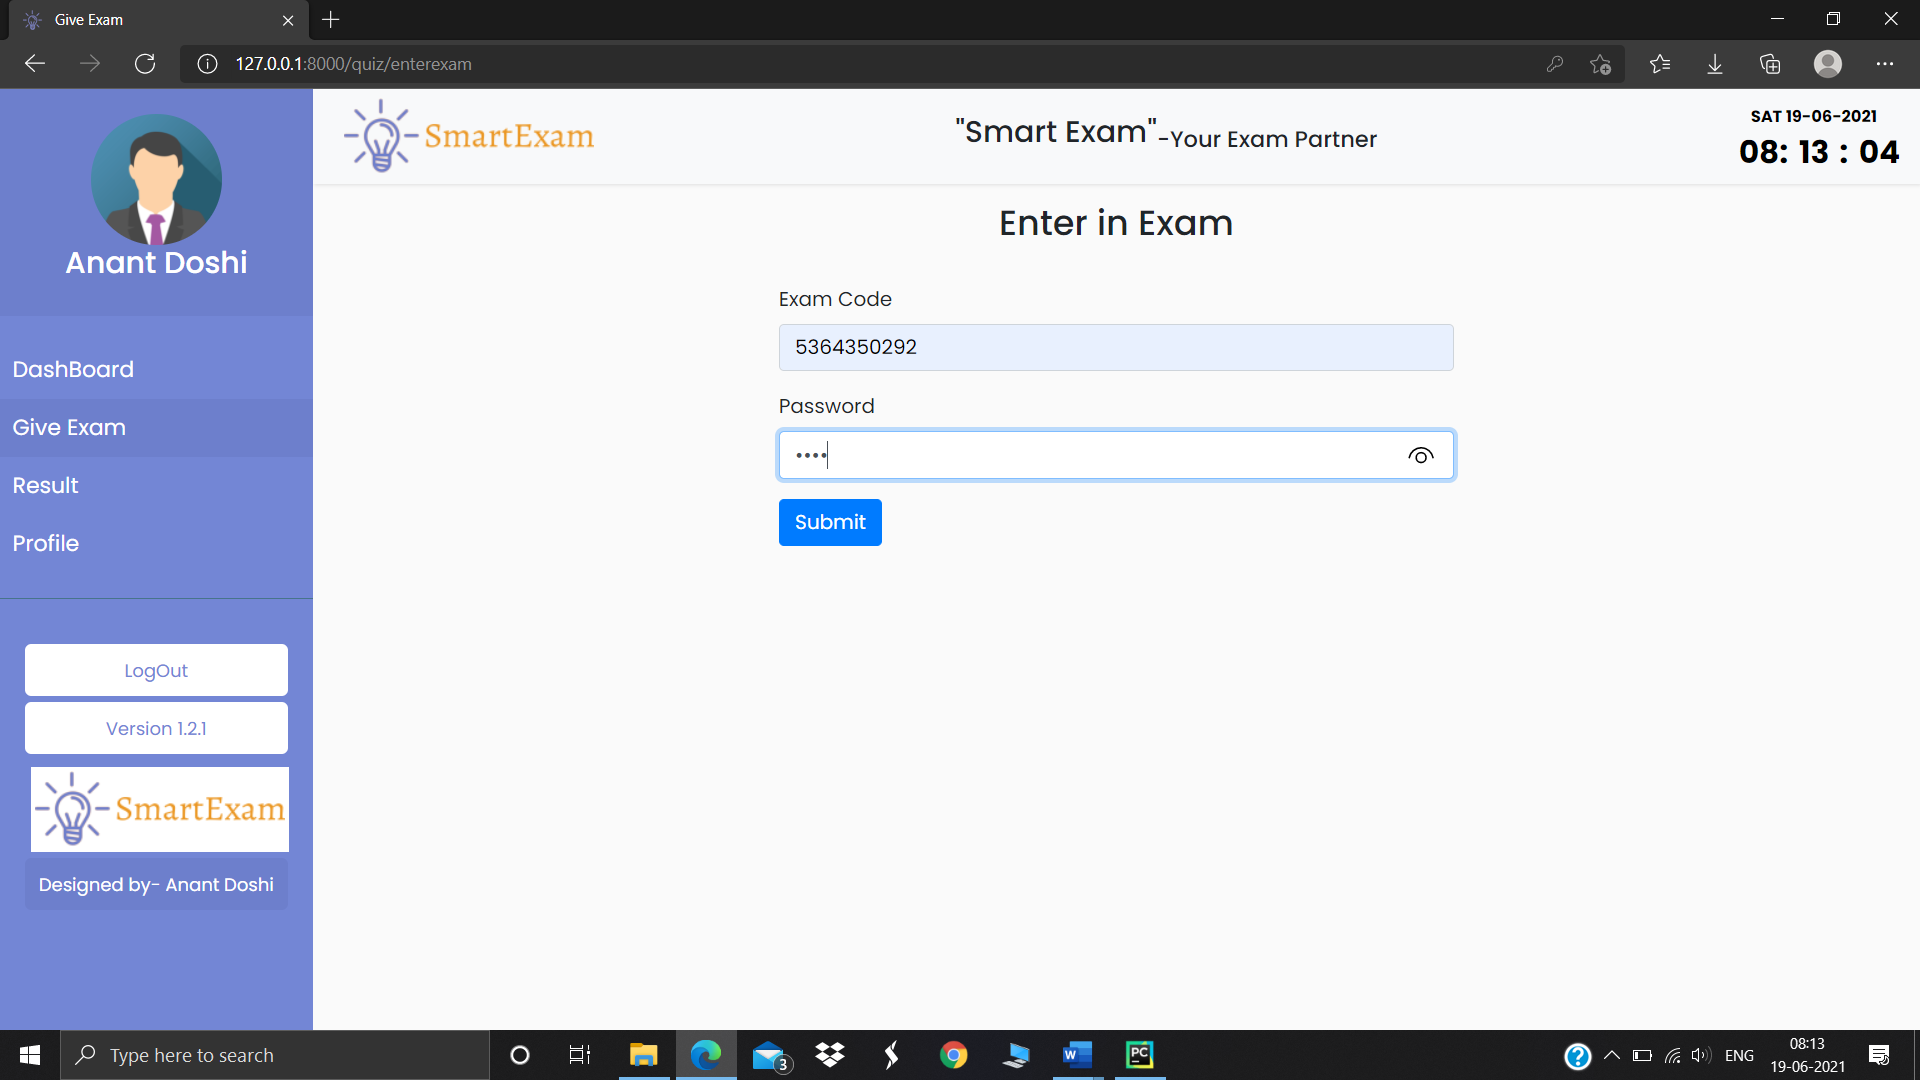 Give Exam
127.0.0.1:8000/quiz/enterexam
Anant Doshi
DashBoard
Give Exam
Result
Profile
LogOut
Version 1.2.1
SmartExam
Designed by- Anant Doshi
SmartExam
"Smart Exam" -Your Exam Partner
SAT 19-06-2021
08: 13 : 04
Enter in Exam
Exam Code
5364350292
Password
••••
Submit
Type here to search
3
W
PC
?
ENG
08:13
19-06-2021